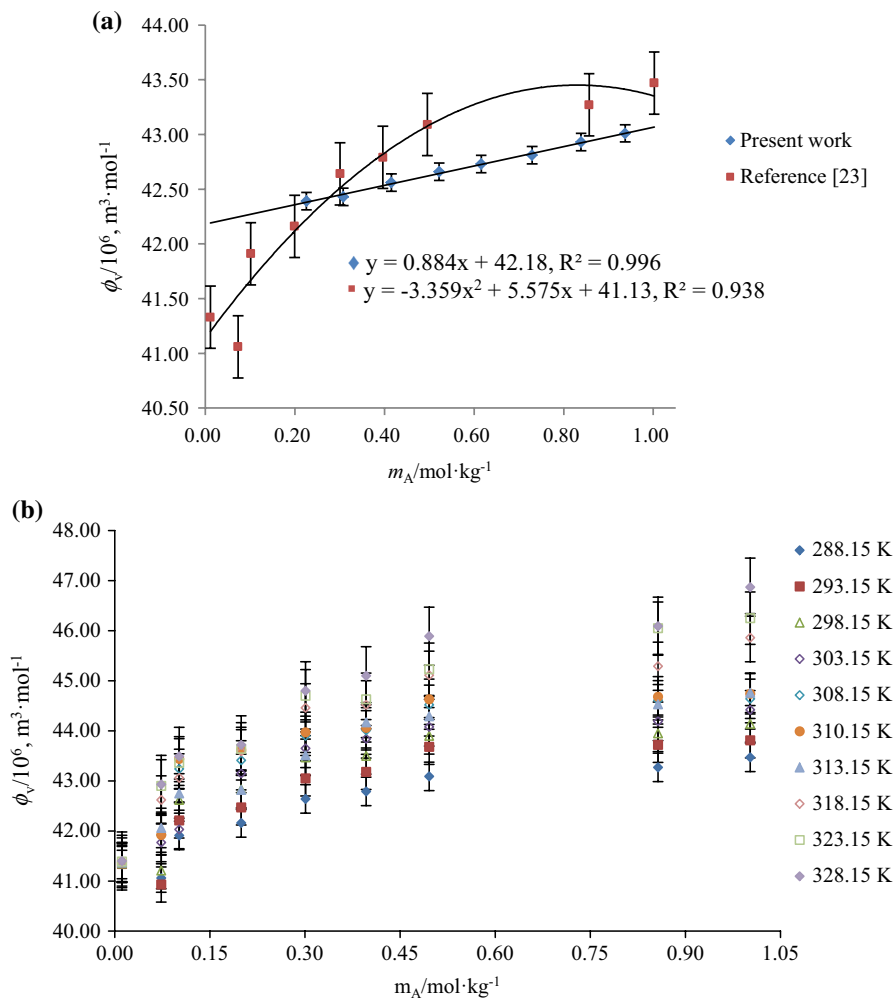 (a)
44.00
43.50
43.00
42.50
42.00
41.50
41.00
40.50
ϕᵥ/10⁶, m³·mol⁻¹
0.00 0.20 0.40 0.60 0.80 1.00
m_A/mol·kg⁻¹
Present work
Reference [23]
y = 0.884x + 42.18, R² = 0.996
y = -3.359x² + 5.575x + 41.13, R² = 0.938
(b)
48.00
47.00
46.00
45.00
44.00
43.00
42.00
41.00
40.00
ϕᵥ/10⁶, m³·mol⁻¹
0.00 0.15 0.30 0.45 0.60 0.75 0.90 1.05
m_A/mol·kg⁻¹
288.15 K
293.15 K
298.15 K
303.15 K
308.15 K
310.15 K
313.15 K
318.15 K
323.15 K
328.15 K